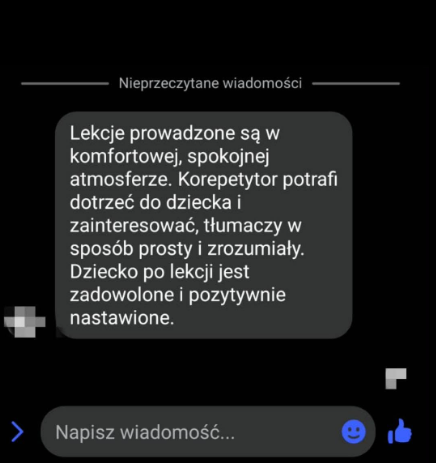 Nieprzeczytane wiadomości
Lekcje prowadzone są w
komfortowej, spokojnej
atmosferze. Korepetytor potrafi
dotrzeć do dziecka i
zainteresować, tłumaczy w
sposób prosty i zrozumiały.
Dziecko po lekcji jest
zadowolone i pozytywnie
nastawione.
Napisz wiadomość...